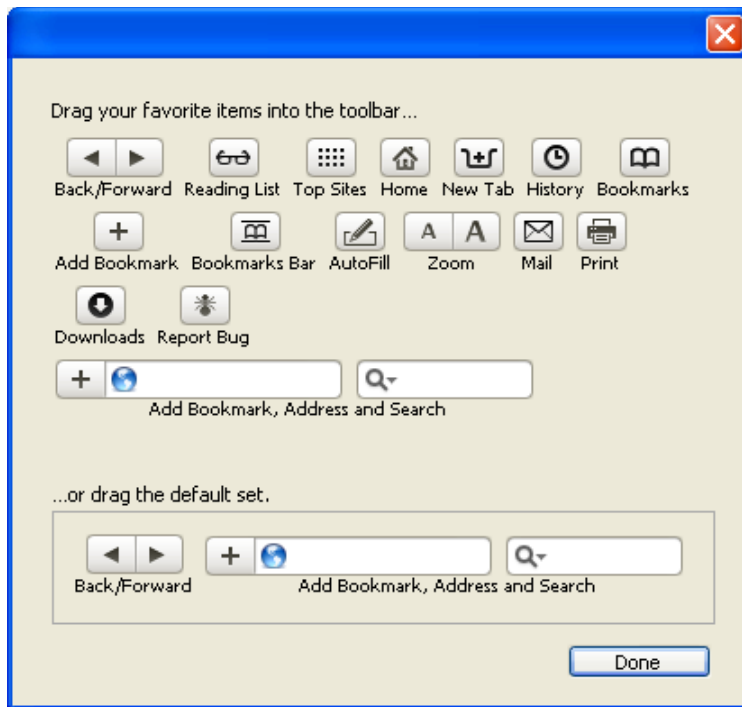 Drag your favorite items into the toolbar...
Back/Forward Reading List Top Sites Home New Tab History Bookmarks
A A
Add Bookmark Bookmarks Bar AutoFill Zoom Mail Print
Downloads Report Bug
Add Bookmark, Address and Search
...or drag the default set.
Back/Forward Add Bookmark, Address and Search
Done